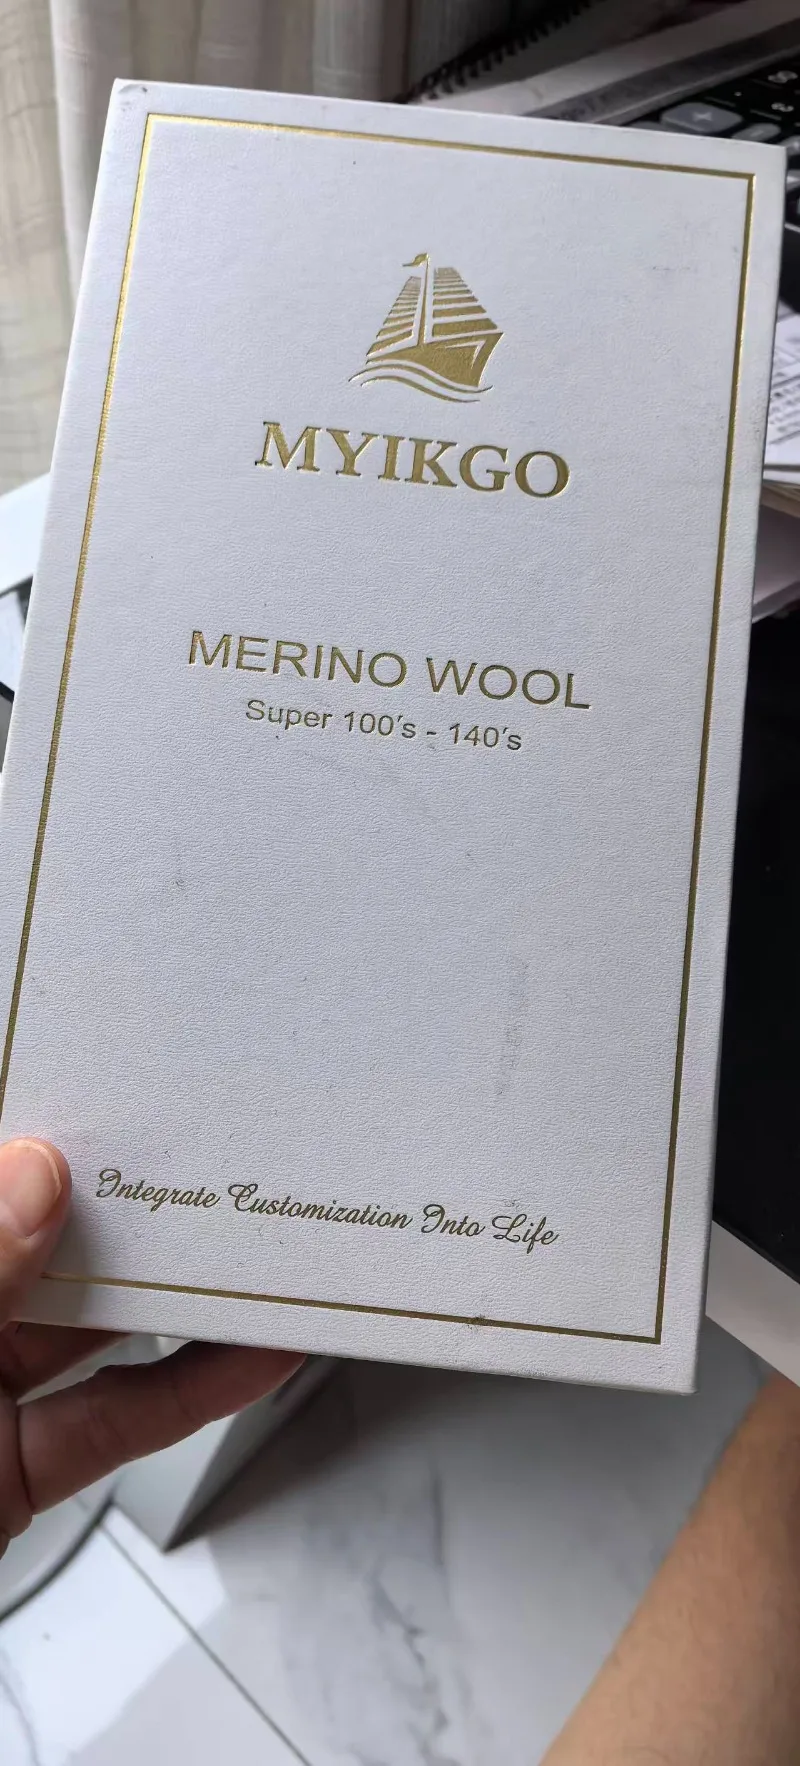 MYIKGO
MERINO WOOL
Super 100's - 140's
Integrate Customization Into Life